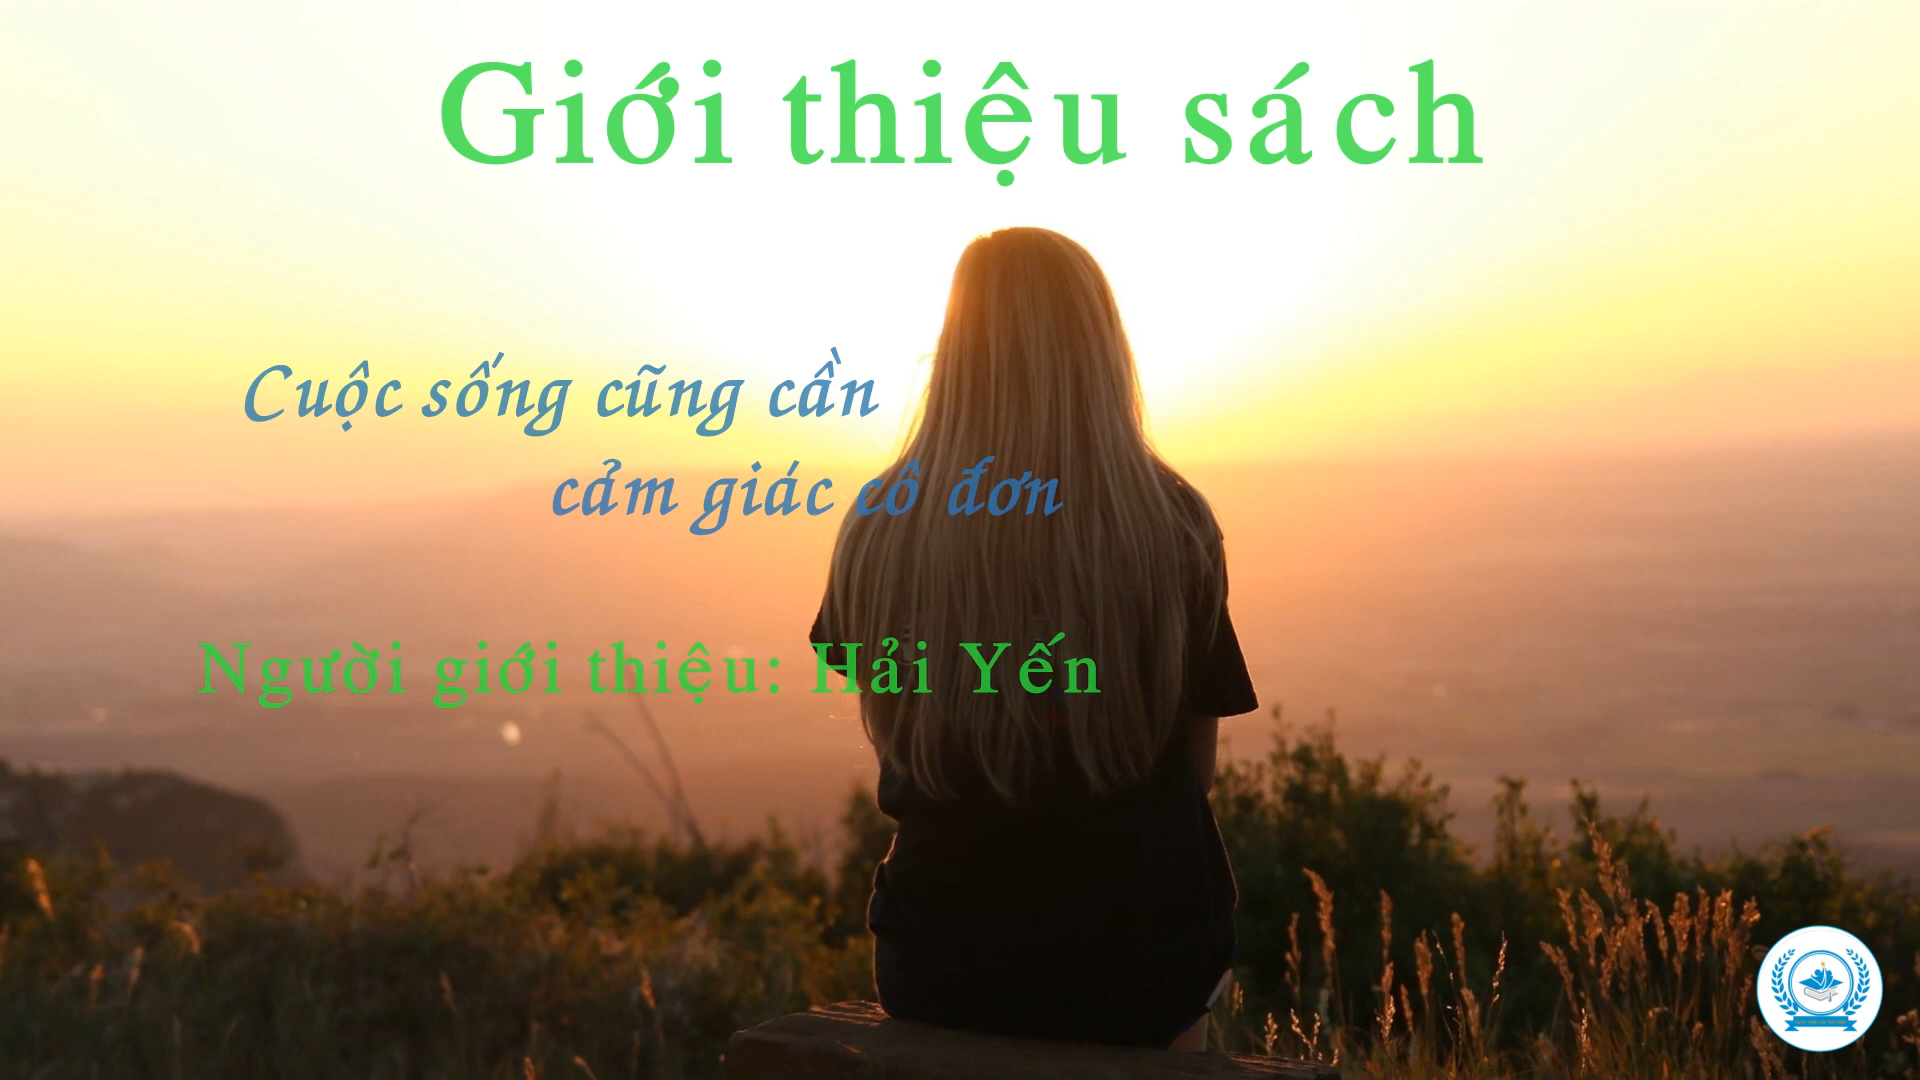 Giới thiệu sách
Cuộc sống cũng cần
cảm giác cô đơn
Người giới thiệu: Hải Yến